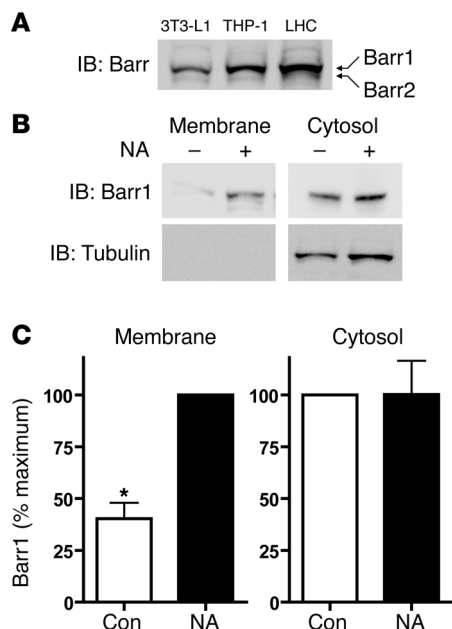 A
3T3-L1 THP-1 LHC
IB: Barr
Barr1
Barr2
B
Membrane Cytosol
NA − + − +
IB: Barr1
IB: Tubulin
C
Membrane Cytosol
Barr1 (% maximum)
100 100
75 75
50 50
*
25 25
0 0
Con NA Con NA